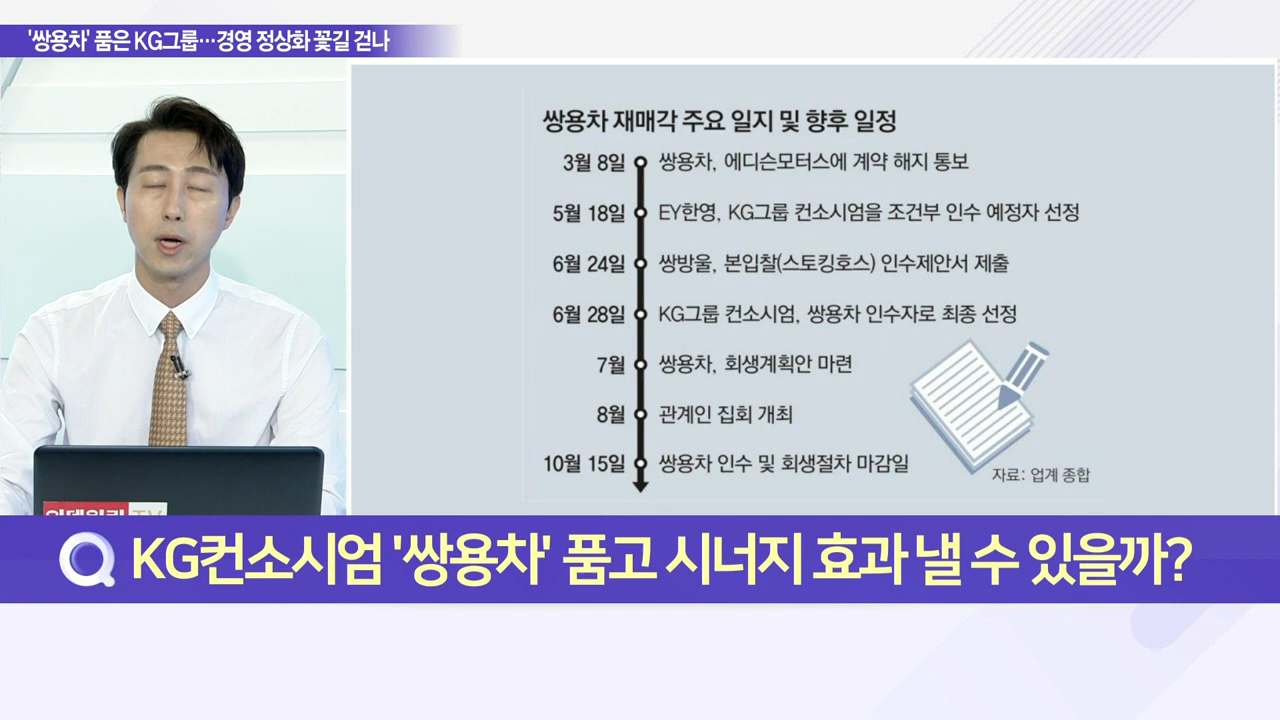 '쌍용차' 품은 KG그룹…경영 정상화 꽃길 걷나
쌍용차 재매각 주요 일지 및 향후 일정
3월 8일 쌍용차, 에디슨모터스에 계약 해지 통보
5월 18일 EY한영, KG그룹 컨소시엄을 조건부 인수 예정자 선정
6월 24일 쌍방울, 본입찰(스토킹호스) 인수제안서 제출
6월 28일 KG그룹 컨소시엄, 쌍용차 인수자로 최종 선정
7월 쌍용차, 회생계획안 마련
8월 관계인 집회 개최
10월 15일 쌍용차 인수 및 회생절차 마감일
자료: 업계 종합
KG컨소시엄 '쌍용차' 품고 시너지 효과 낼 수 있을까?